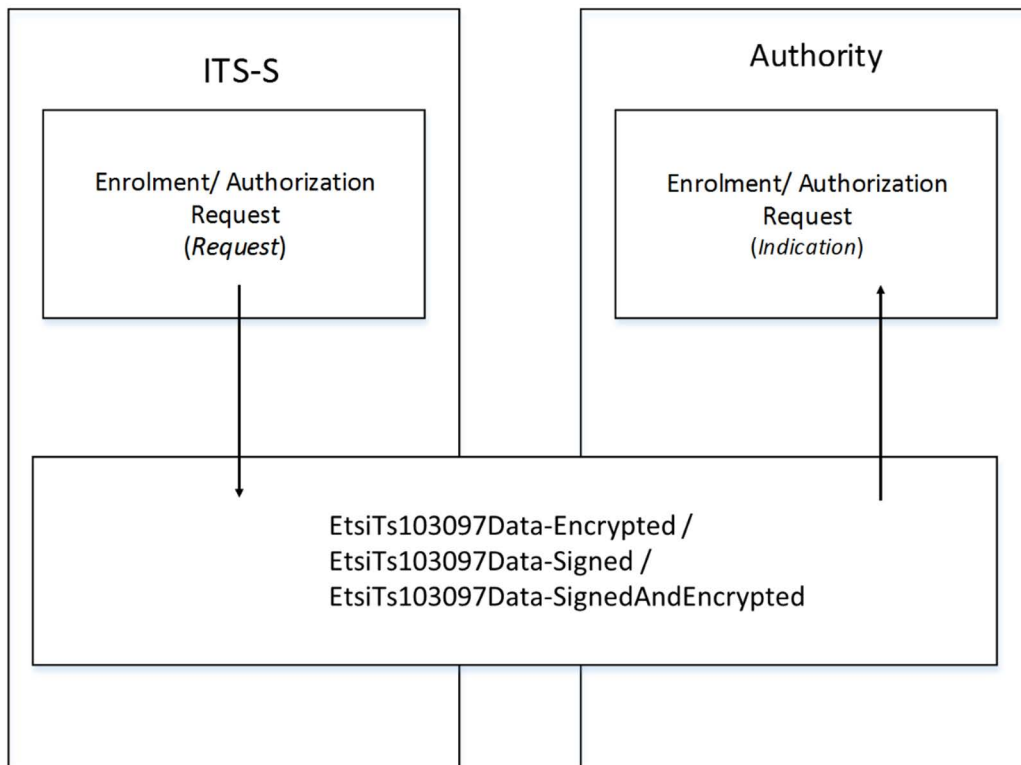 ITS-S
Enrolment/ Authorization
Request
(Request)
Authority
Enrolment/ Authorization
Request
(Indication)
EtsiTs103097Data-Encrypted /
EtsiTs103097Data-Signed /
EtsiTs103097Data-SignedAndEncrypted